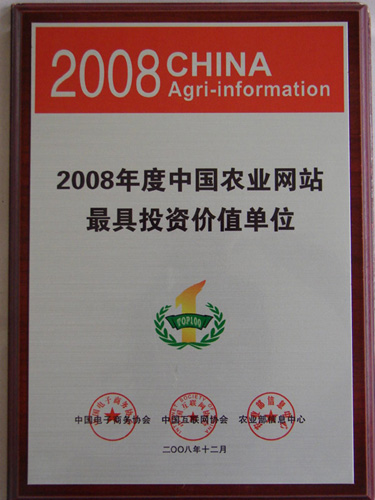 2008 CHINA
Agri-information
2008年度中国农业网站
最具投资价值单位
1
TOP100
中国电子商务协会 中国互联网协会 农业部信息中心
二〇〇八年十二月